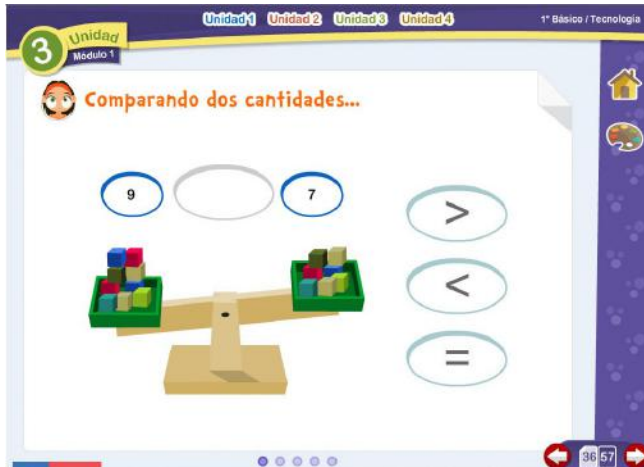 Unidad 1 Unidad 2 Unidad 3 Unidad 4
1° Básico / Tecnología
3 Unidad
Módulo 1
Comparando dos cantidades...
9 7
>
<
=
36 57